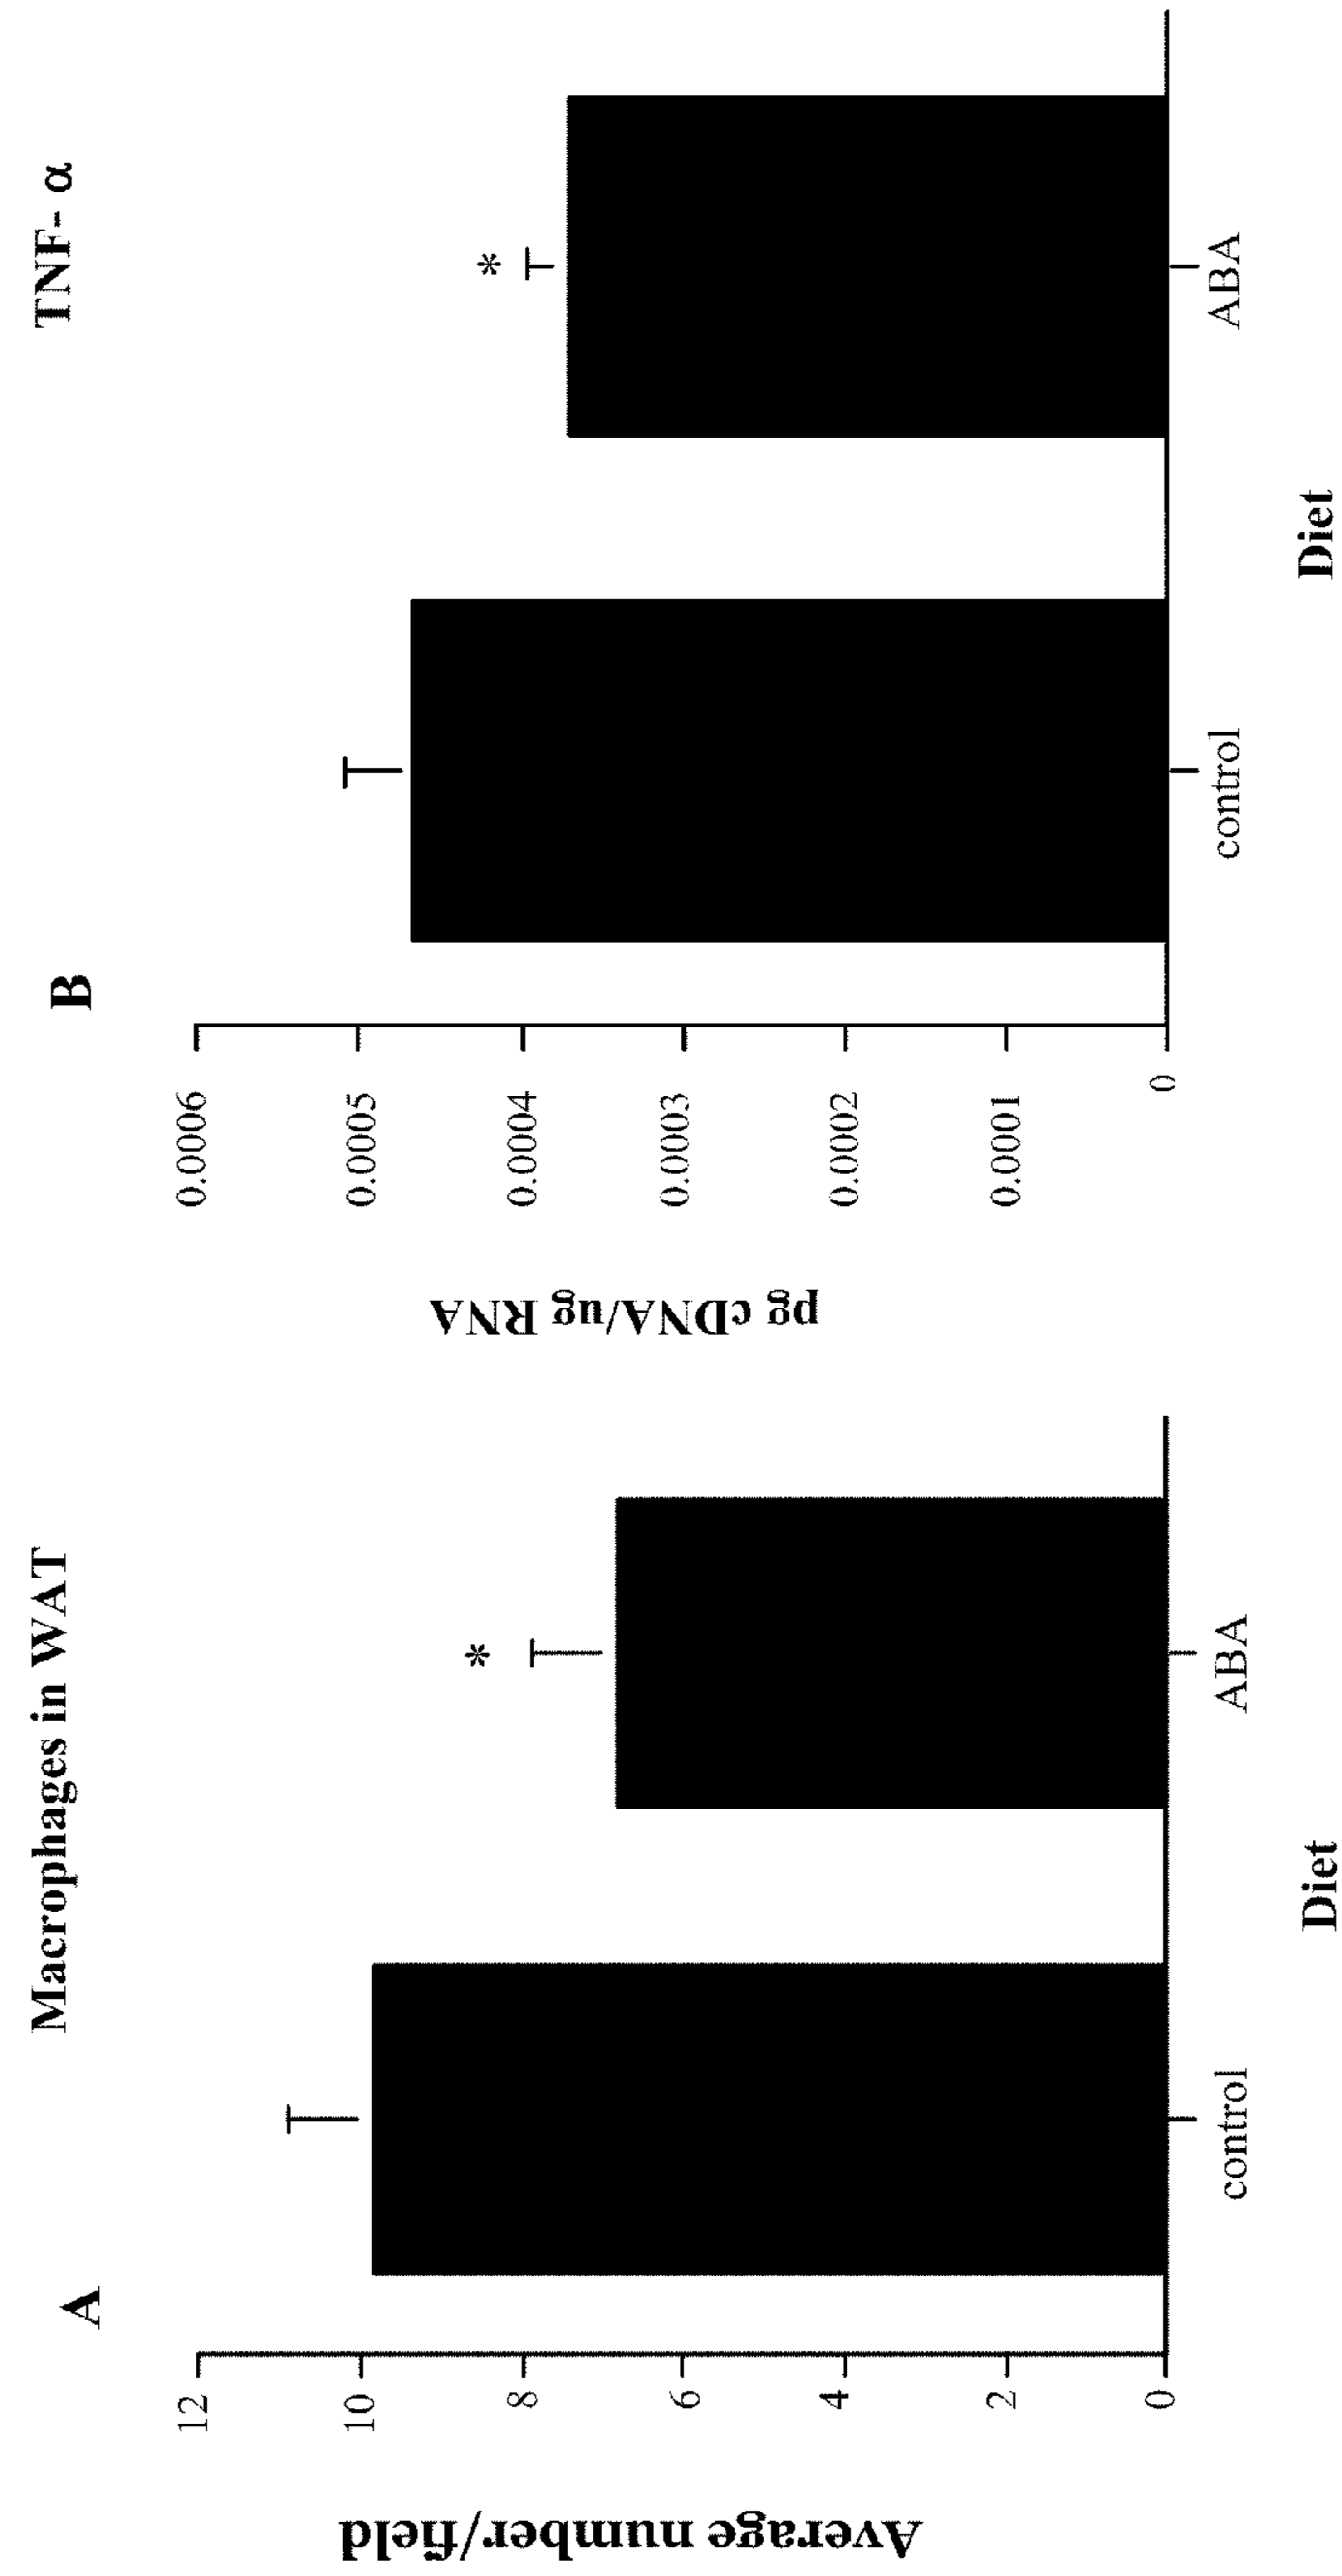 A
Macrophages in WAT
Average number/field
12
10
8
6
4
2
0
*
control
ABA
Diet
B
TNF- α
pg cDNA/ug RNA
0.0006
0.0005
0.0004
0.0003
0.0002
0.0001
0
*
control
ABA
Diet